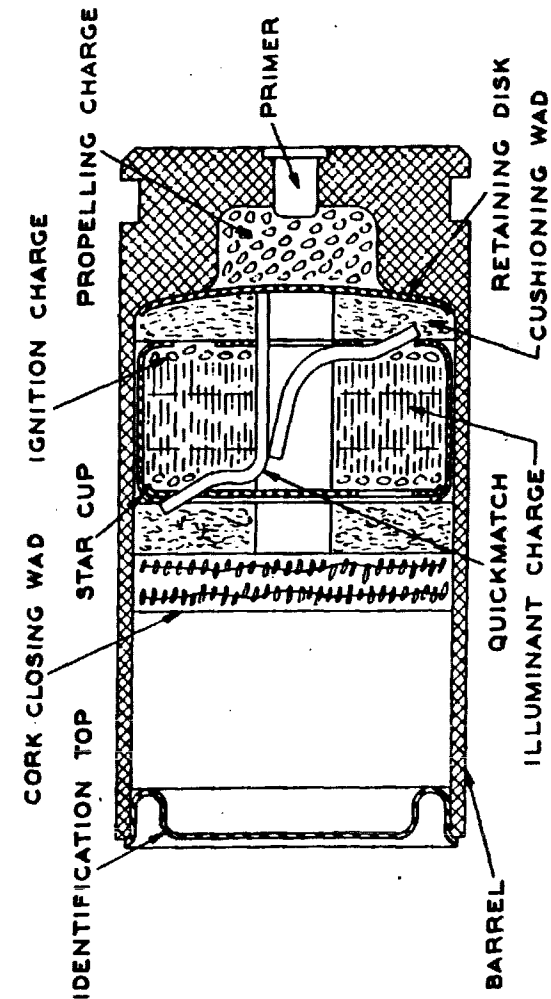 IDENTIFICATION TOP
CORK CLOSING WAD
STAR CUP
IGNITION CHARGE
PROPELLING CHARGE
PRIMER
BARREL
QUICKMATCH
ILLUMINANT CHARGE
RETAINING DISK
CUSHIONING WAD